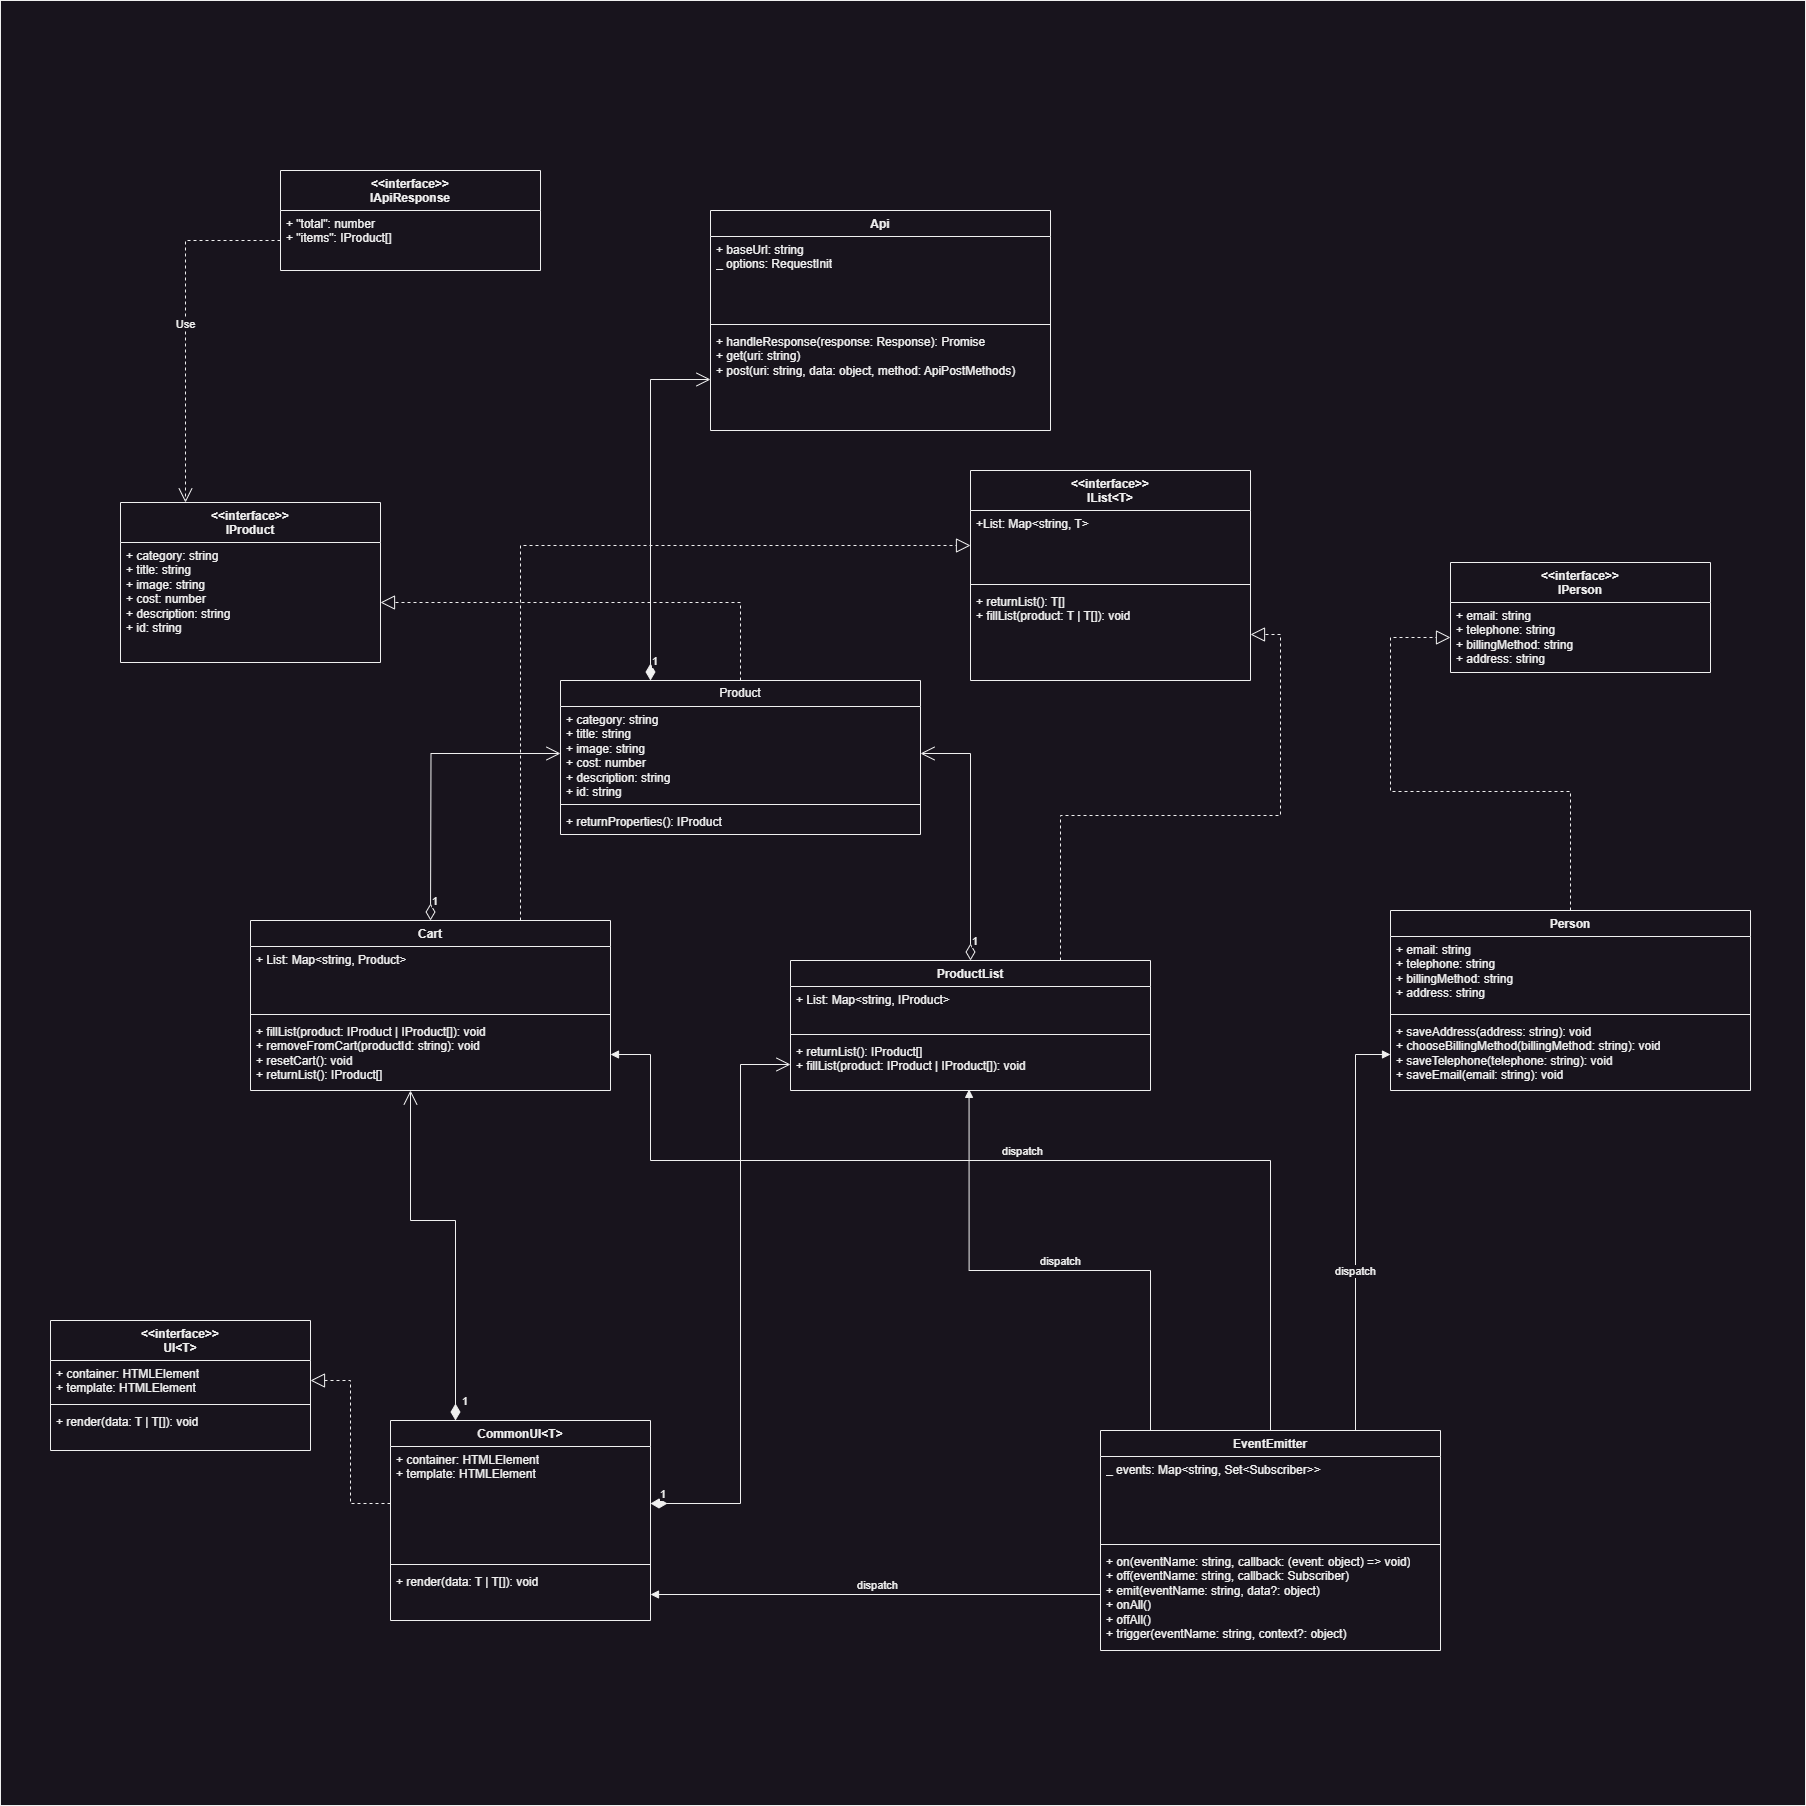 <<interface>>
IApiResponse
+ "total": number
+ "items": IProduct[]
Api
+ baseUrl: string
_ options: RequestInit
+ handleResponse(response: Response): Promise
+ get(uri: string)
+ post(uri: string, data: object, method: ApiPostMethods)
Use
<<interface>>
IProduct
+ category: string
+ title: string
+ image: string
+ cost: number
+ description: string
+ id: string
<<interface>>
IList<T>
+List: Map<string, T>
+ returnList(): T[]
+ fillList(product: T | T[]): void
<<interface>>
IPerson
+ email: string
+ telephone: string
+ billingMethod: string
+ address: string
1
Product
+ category: string
+ title: string
+ image: string
+ cost: number
+ description: string
+ id: string
+ returnProperties(): IProduct
1
Cart
+ List: Map<string, Product>
+ fillList(product: IProduct | IProduct[]): void
+ removeFromCart(productId: string): void
+ resetCart(): void
+ returnList(): IProduct[]
1
ProductList
+ List: Map<string, IProduct>
+ returnList(): IProduct[]
+ fillList(product: IProduct | IProduct[]): void
Person
+ email: string
+ telephone: string
+ billingMethod: string
+ address: string
+ saveAddress(address: string): void
+ chooseBillingMethod(billingMethod: string): void
+ saveTelephone(telephone: string): void
+ saveEmail(email: string): void
dispatch
dispatch
dispatch
<<interface>>
UI<T>
+ container: HTMLElement
+ template: HTMLElement
+ render(data: T | T[]): void
1
CommonUI<T>
+ container: HTMLElement
+ template: HTMLElement
+ render(data: T | T[]): void
1
dispatch
EventEmitter
_ events: Map<string, Set<Subscriber>>
+ on(eventName: string, callback: (event: object) => void)
+ off(eventName: string, callback: Subscriber)
+ emit(eventName: string, data?: object)
+ onAll()
+ offAll()
+ trigger(eventName: string, context?: object)